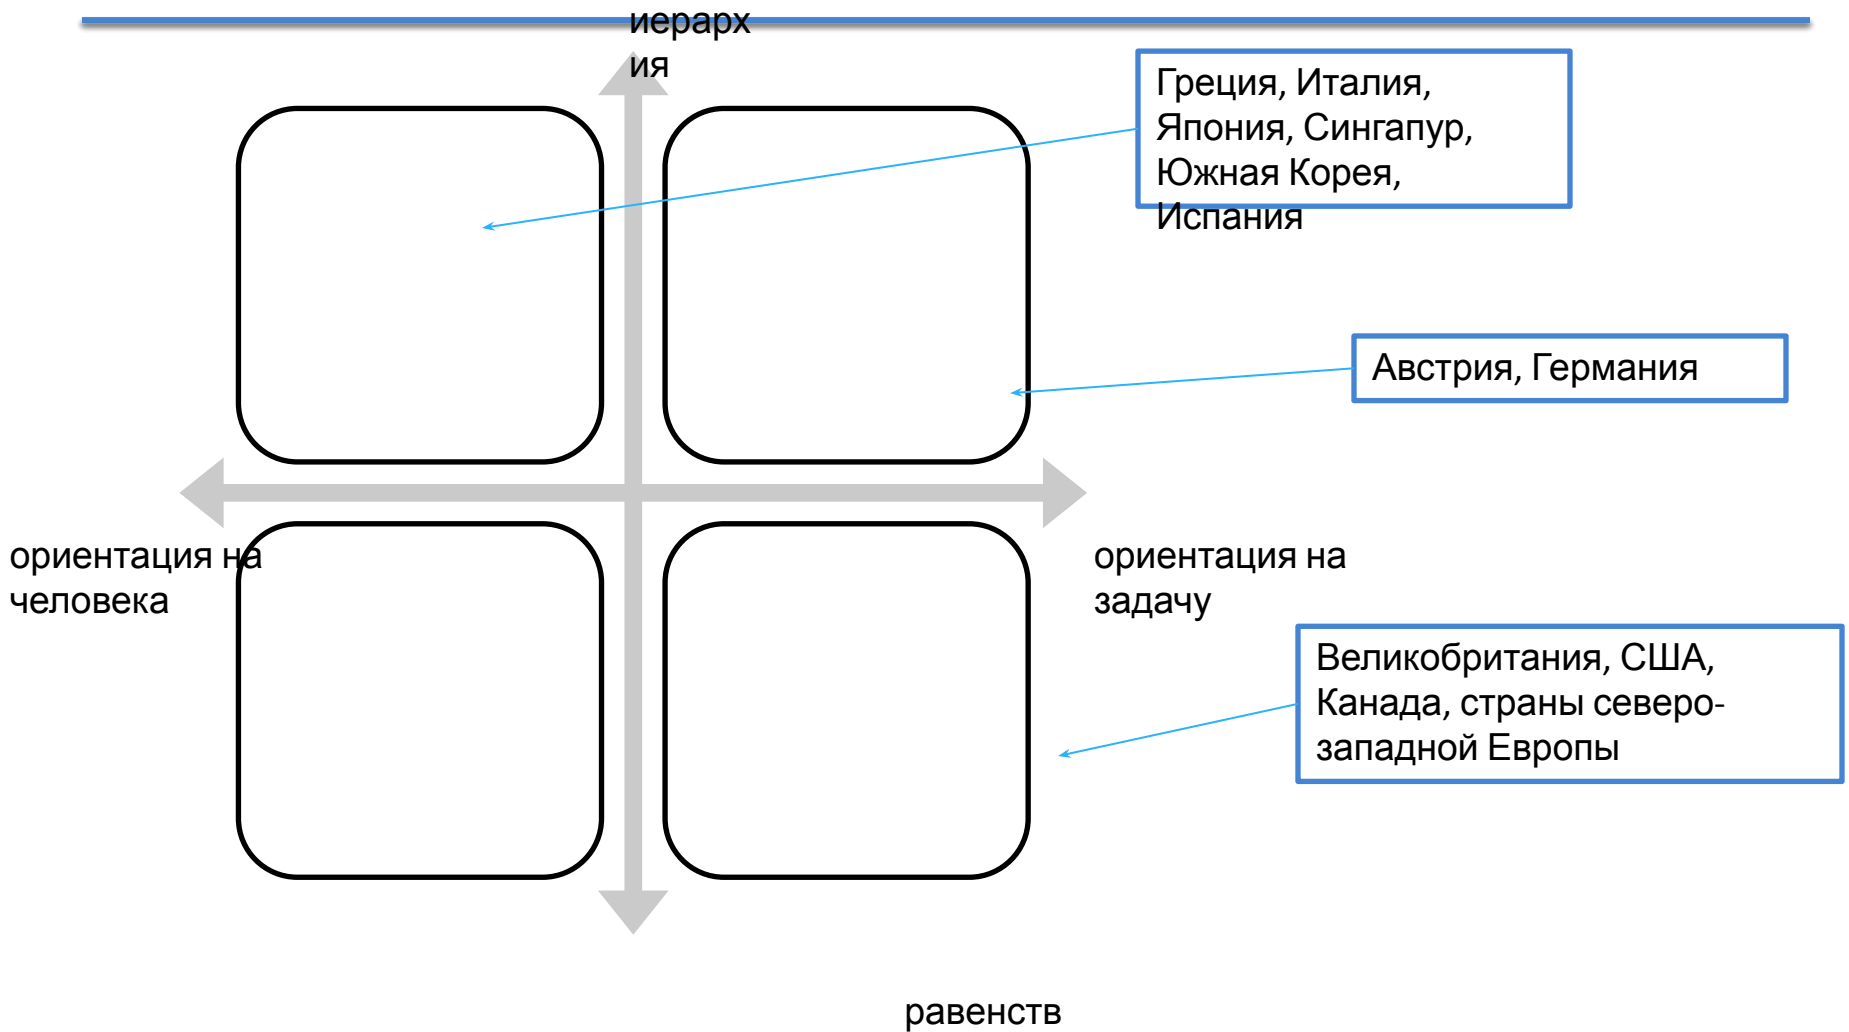 иерарх
ия
Греция, Италия,
Япония, Сингапур,
Южная Корея,
Испания
Австрия, Германия
ориентация на
человека
ориентация на
задачу
Великобритания, США,
Канада, страны северо-
западной Европы
равенств